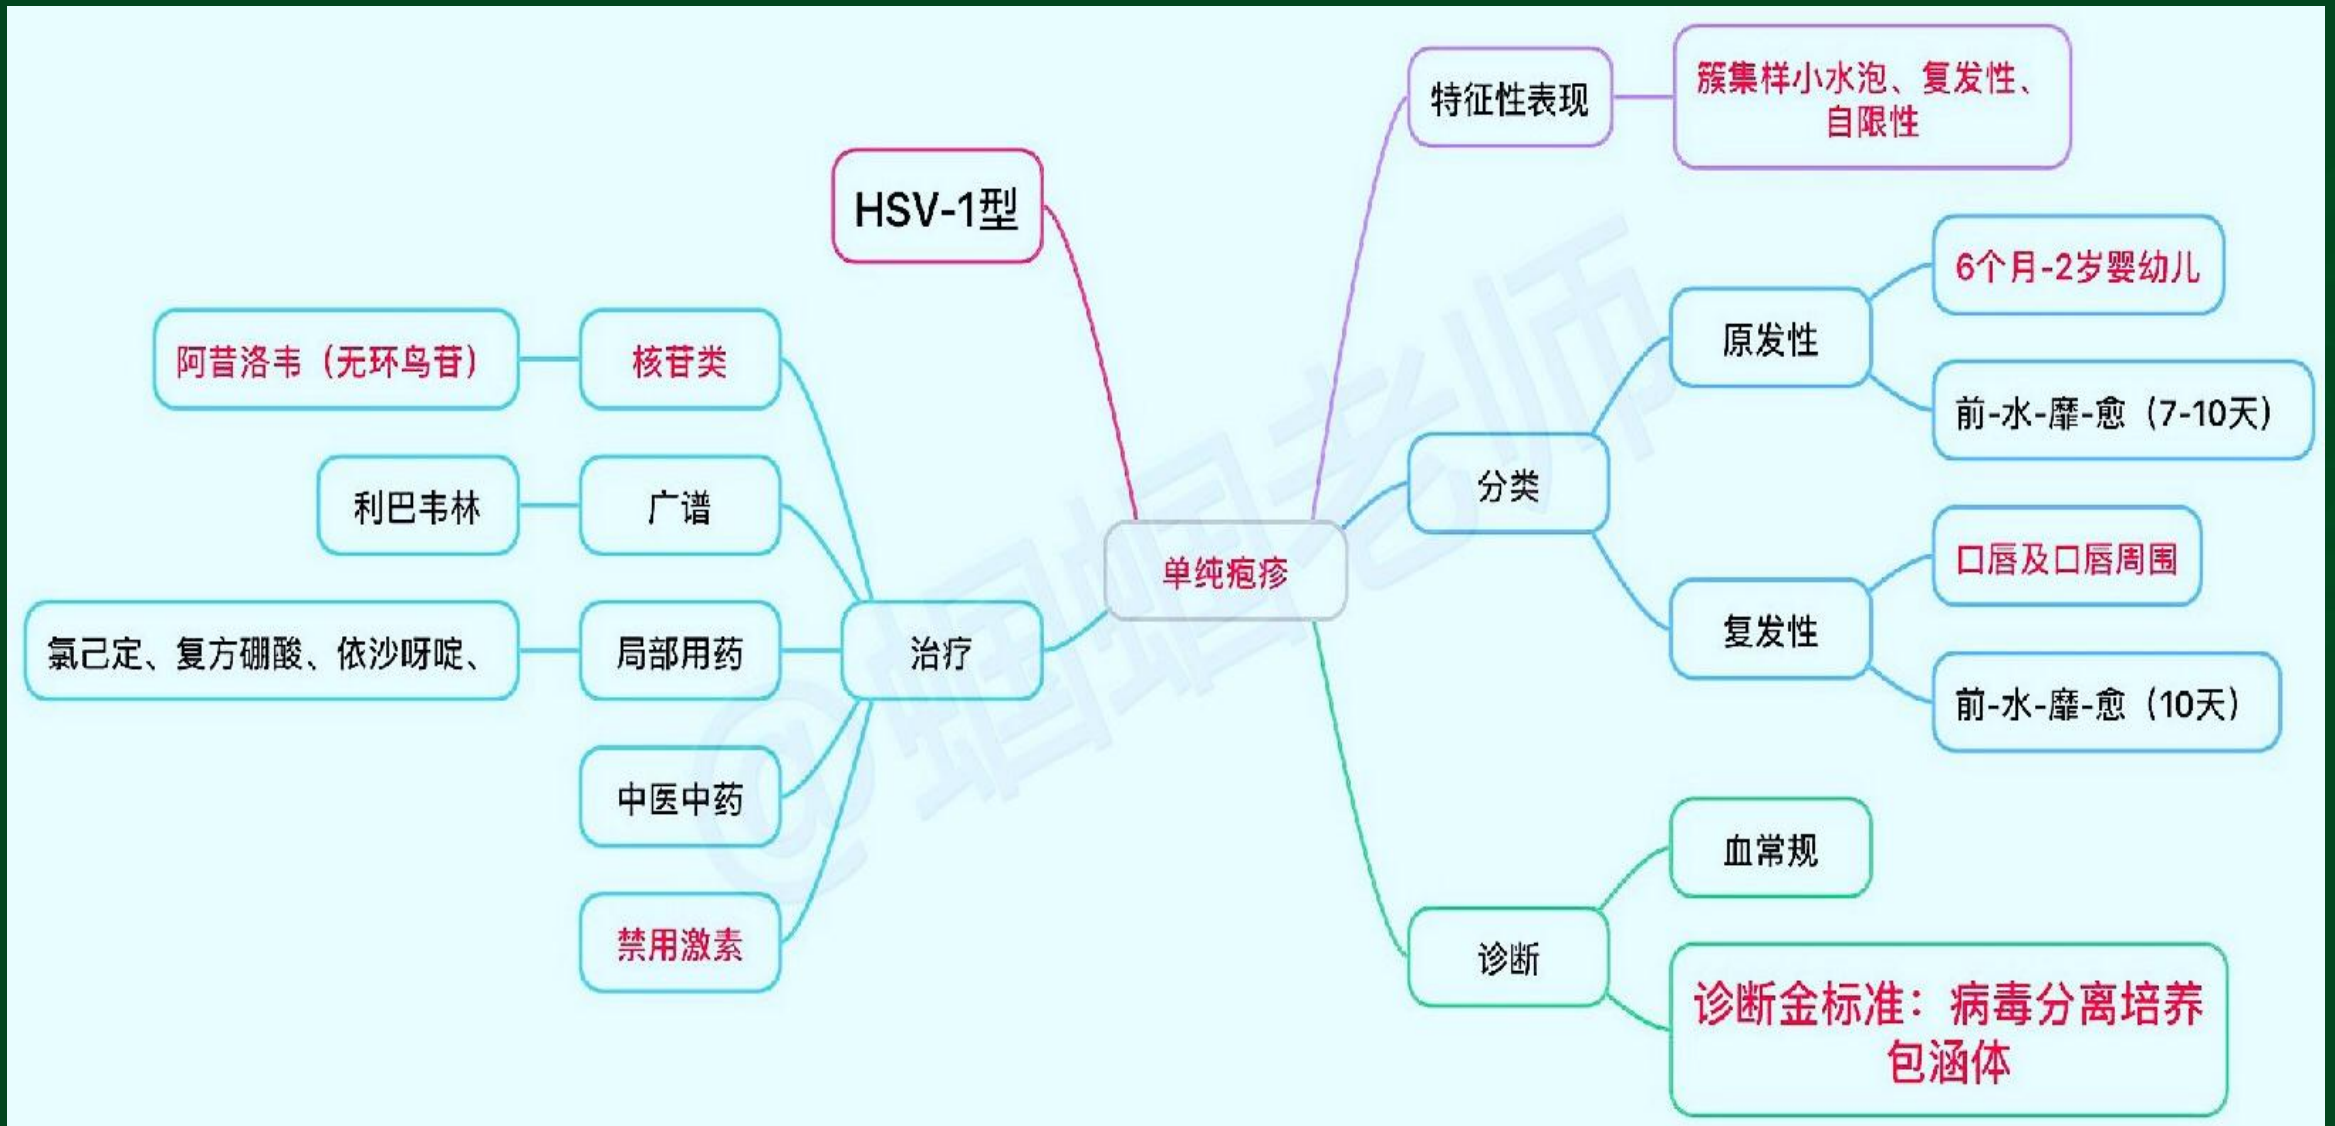 HSV-1型
单纯疱疹
特征性表现
簇集样小水泡、复发性、
自限性
分类
原发性
6个月-2岁婴幼儿
前-水-靡-愈（7-10天）
复发性
口唇及口唇周围
前-水-靡-愈（10天）
诊断
血常规
诊断金标准：病毒分离培养
包涵体
治疗
核苷类
阿昔洛韦（无环鸟苷）
广谱
利巴韦林
局部用药
氯己定、复方硼酸、依沙呀啶、
中医中药
禁用激素
@蝈蝈老师